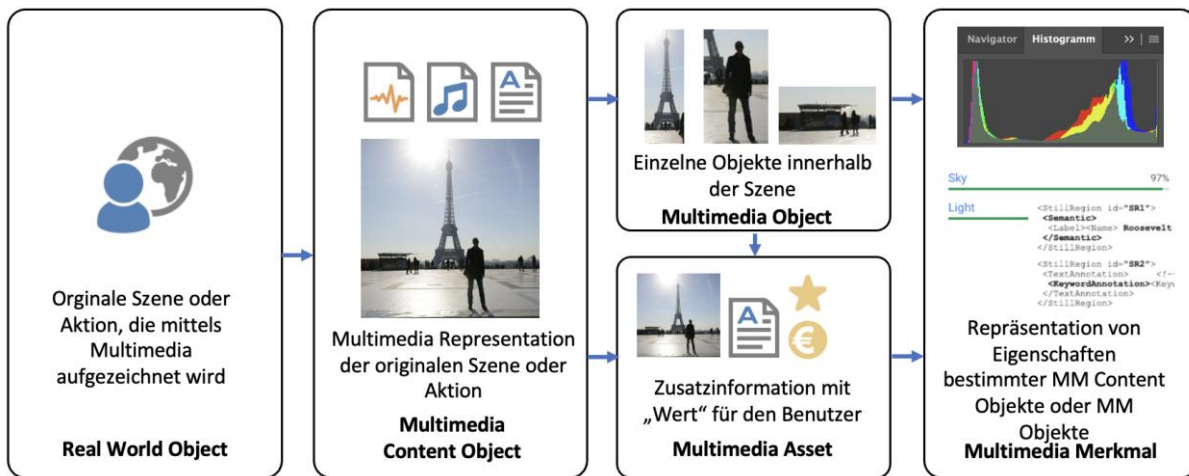 Orginale Szene oder
Aktion, die mittels
Multimedia
aufgezeichnet wird
Real World Object
A
Multimedia Representation
der originalen Szene oder
Aktion
Multimedia
Content Object
Einzelne Objekte innerhalb
der Szene
Multimedia Object
A
€
Zusatzinformation mit
„Wert“ für den Benutzer
Multimedia Asset
Navigator Histogramm >>
Sky 97%
Light
<StillRegion id="SR1">
<Semantic>
<Label><Name> Roosevelt
</Semantic>
</StillRegion>
<StillRegion id="SR2">
<TextAnnotation> <!--
<KeywordAnnotation><Keyw
</TextAnnotation>
</StillRegion>
Repräsentation von
Eigenschaften
bestimmter MM Content
Objekte oder MM
Objekte
Multimedia Merkmal